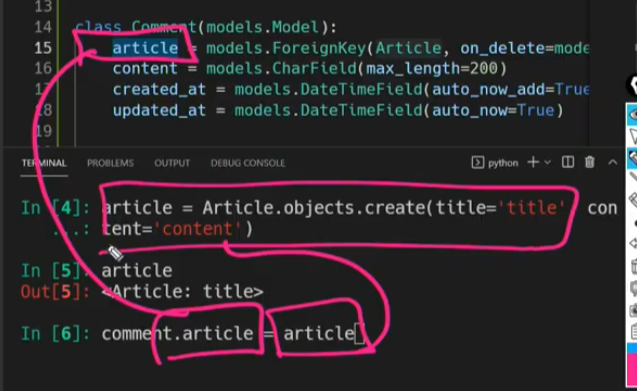 13
14 class Comment(models.Model):
15 article = models.ForeignKey(Article, on_delete=mode
16 content = models.CharField(max_length=200)
17 created_at = models.DateTimeField(auto_now_add=True
18 updated_at = models.DateTimeField(auto_now=True)
19
TERMINAL PROBLEMS OUTPUT DEBUG CONSOLE python
In [4]: article = Article.objects.create(title='title' con
...: tent='content')
In [5]: article
Out[5]: <Article: title>
In [6]: comment.article = article